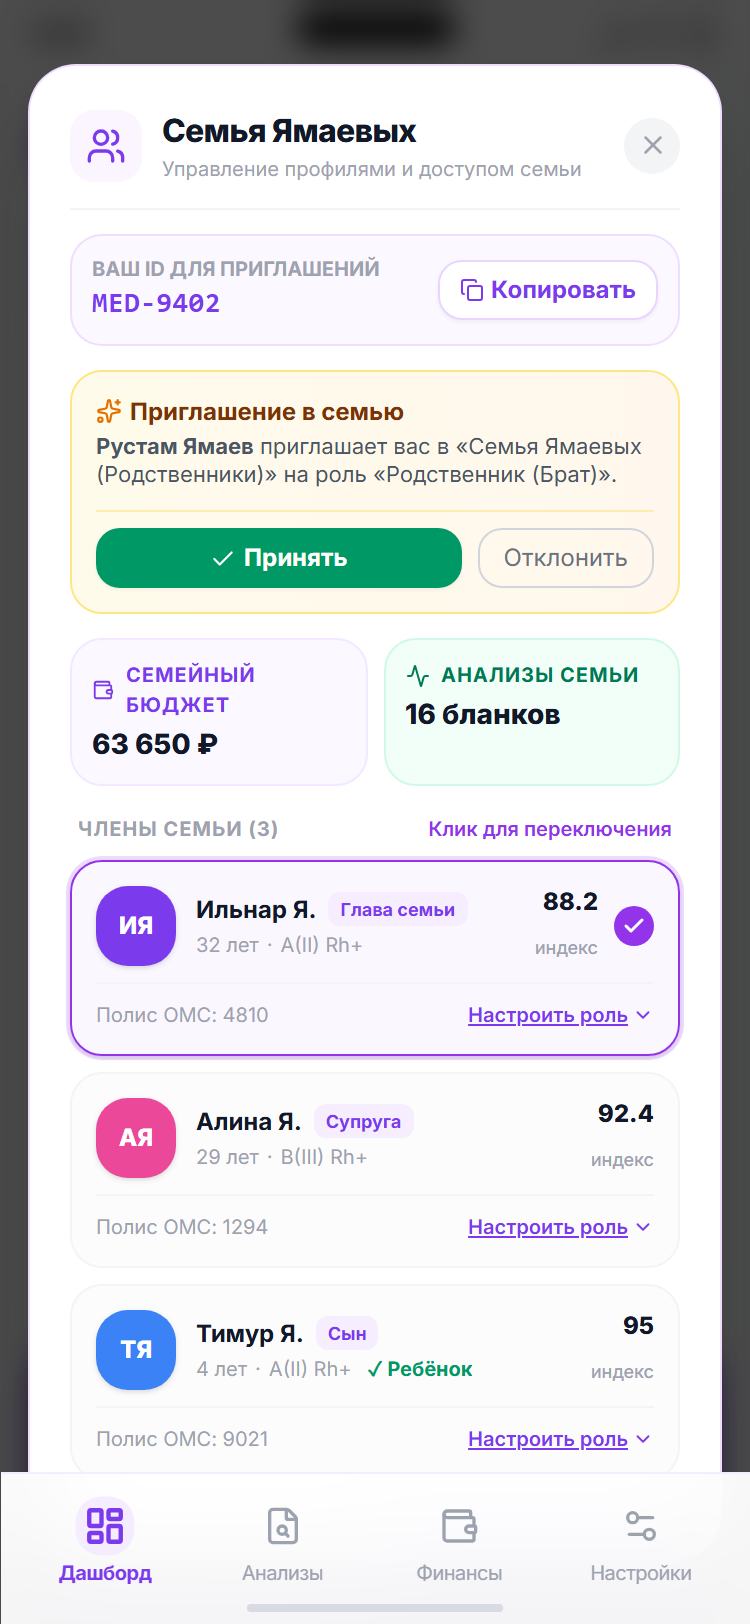 Семья Ямаевых
Управление профилями и доступом семьи
ВАШ ID ДЛЯ ПРИГЛАШЕНИЙ
MED-9402
Копировать
Приглашение в семью
Рустам Ямаев приглашает вас в «Семья Ямаевых
(Родственники)» на роль «Родственник (Брат)».
Принять
Отклонить
СЕМЕЙНЫЙ
БЮДЖЕТ
63 650 ₽
АНАЛИЗЫ СЕМЬИ
16 бланков
ЧЛЕНЫ СЕМЬИ (3)
Клик для переключения
ИЯ
Ильнар Я.
Глава семьи
32 лет · A(II) Rh+
88.2
индекс
Полис ОМС: 4810
Настроить роль
АЯ
Алина Я.
Супруга
29 лет · B(III) Rh+
92.4
индекс
Полис ОМС: 1294
Настроить роль
ТЯ
Тимур Я.
Сын
4 лет · A(II) Rh+ ✓ Ребёнок
95
индекс
Полис ОМС: 9021
Настроить роль
Дашборд
Анализы
Финансы
Настройки